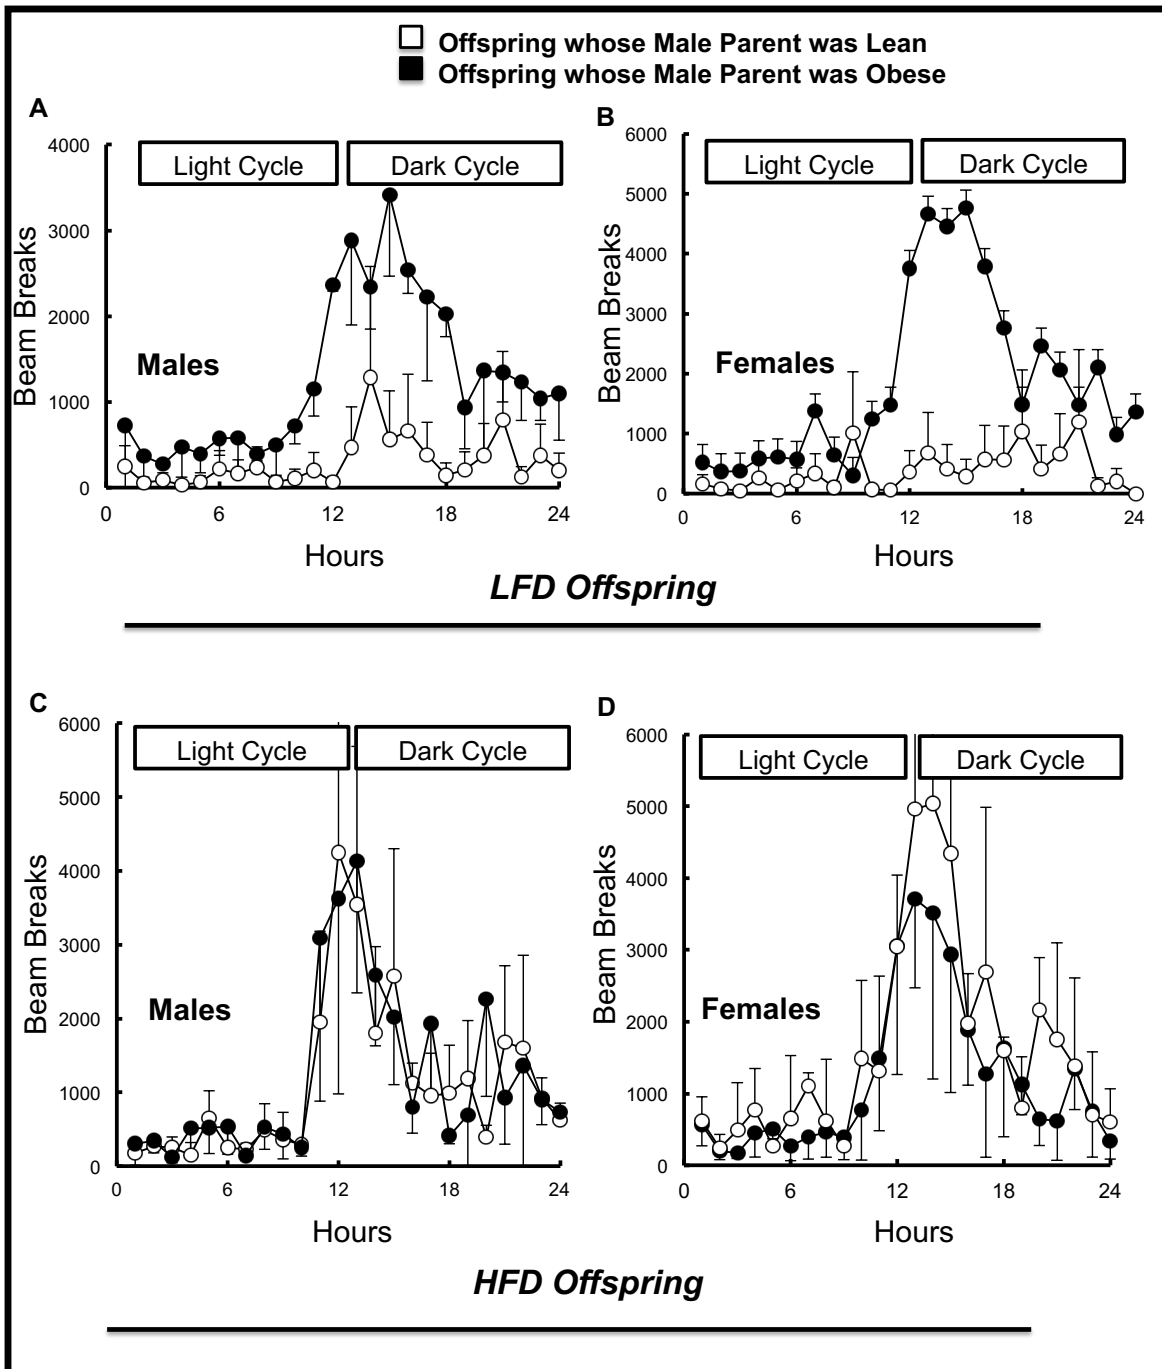 Offspring whose Male Parent was Lean
Offspring whose Male Parent was Obese
A
4000
3000
2000
1000
0
Beam Breaks
Light Cycle
Dark Cycle
Males
0
6
12
18
24
Hours
B
6000
5000
4000
3000
2000
1000
0
Beam Breaks
Light Cycle
Dark Cycle
Females
0
6
12
18
24
Hours
LFD Offspring
C
6000
5000
4000
3000
2000
1000
0
Beam Breaks
Light Cycle
Dark Cycle
Males
0
6
12
18
24
Hours
D
6000
5000
4000
3000
2000
1000
0
Beam Breaks
Light Cycle
Dark Cycle
Females
0
6
12
18
24
Hours
HFD Offspring